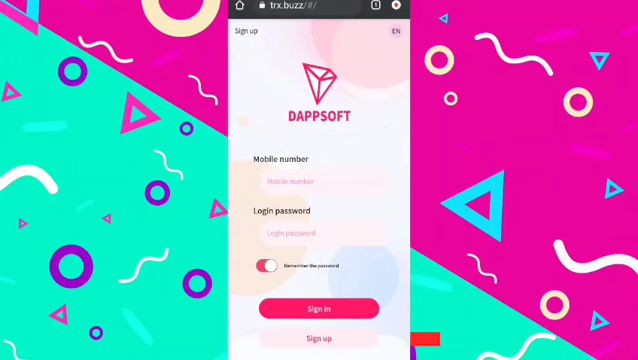 trx.buzz/#/
1
Sign up
EN
DAPPSOFT
Mobile number
Mobile number
Login password
Login password
Remember the password
Sign in
Sign up